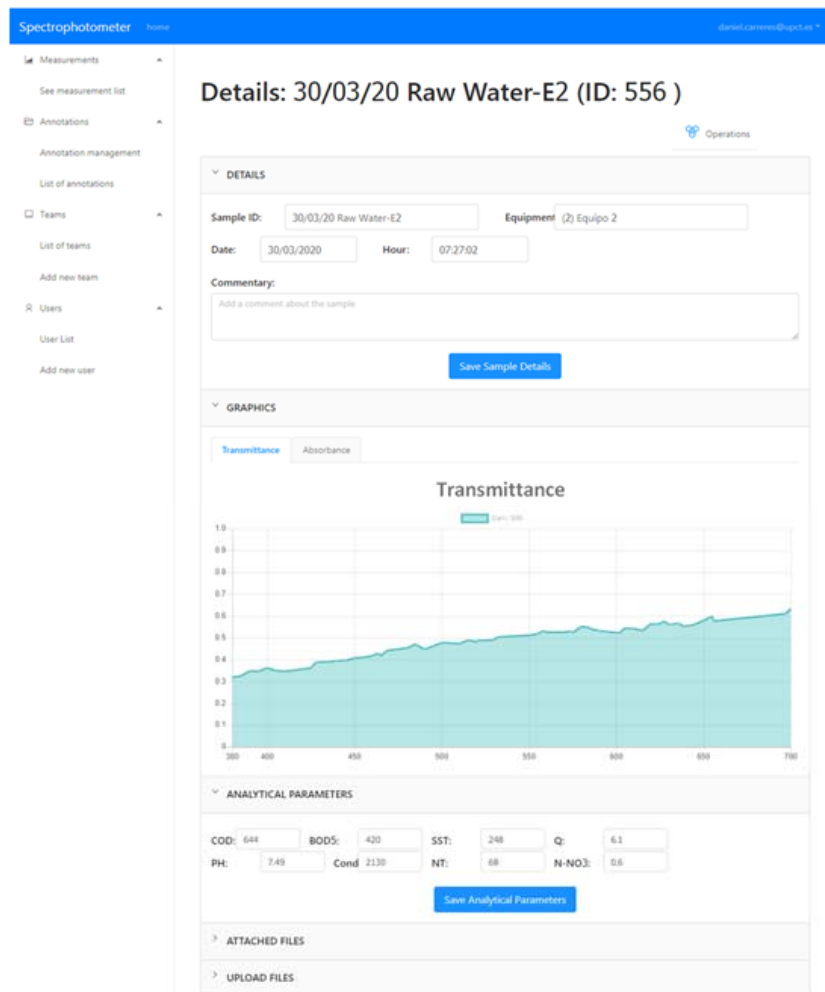 Spectrophotometer home daniel.carreres@upct.es
Measurements
See measurement list
Annotations
Annotation management
List of annotations
Teams
List of teams
Add new team
Users
User List
Add new user
Details: 30/03/20 Raw Water-E2 (ID: 556 )
Operations
DETAILS
Sample ID: 30/03/20 Raw Water-E2 Equipment (2) Equipo 2
Date: 30/03/2020 Hour: 07:27:02
Commentary:
Add a comment about the sample
Save Sample Details
GRAPHICS
Transmittance Absorbance
Transmittance
1.0
0.9
0.8
0.7
0.6
0.5
0.4
0.3
0.2
0.1
0
380 400 450 500 550 600 650 700
ANALYTICAL PARAMETERS
COD: 644 BOD5: 420 SST: 248 Q: 6.1
PH: 7.49 Cond 2130 NT: 68 N-NO3: 0.6
Save Analytical Parameters
ATTACHED FILES
UPLOAD FILES